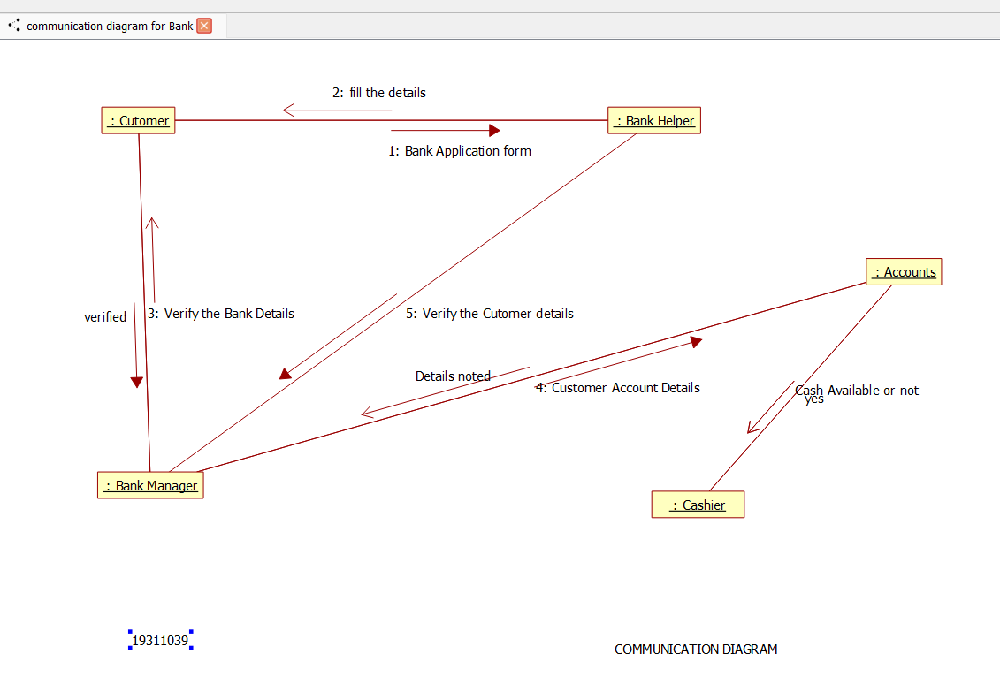 communication diagram for Bank
2: fill the details
: Cutomer
: Bank Helper
1: Bank Application form
: Accounts
verified
3: Verify the Bank Details
5: Verify the Cutomer details
Details noted
4: Customer Account Details
Cash Available or not
yes
: Bank Manager
: Cashier
19311039
COMMUNICATION DIAGRAM